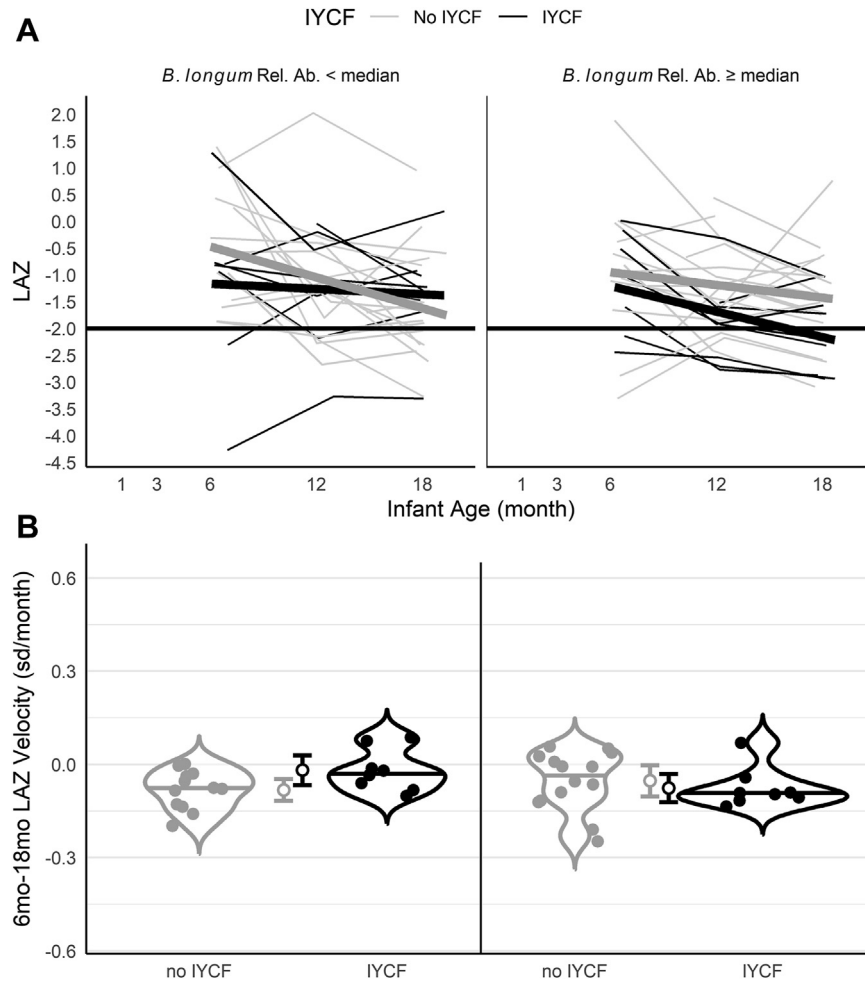 A
IYCF No IYCF IYCF
B. longum Rel. Ab. < median
B. longum Rel. Ab. ≥ median
LAZ
2.0
1.5
1.0
0.5
0.0
-0.5
-1.0
-1.5
-2.0
-2.5
-3.0
-3.5
-4.0
-4.5
1 3 6 12 18 1 3 6 12 18
Infant Age (month)
B
6mo-18mo LAZ Velocity (sd/month)
0.6
0.3
0.0
-0.3
-0.6
no IYCF IYCF no IYCF IYCF